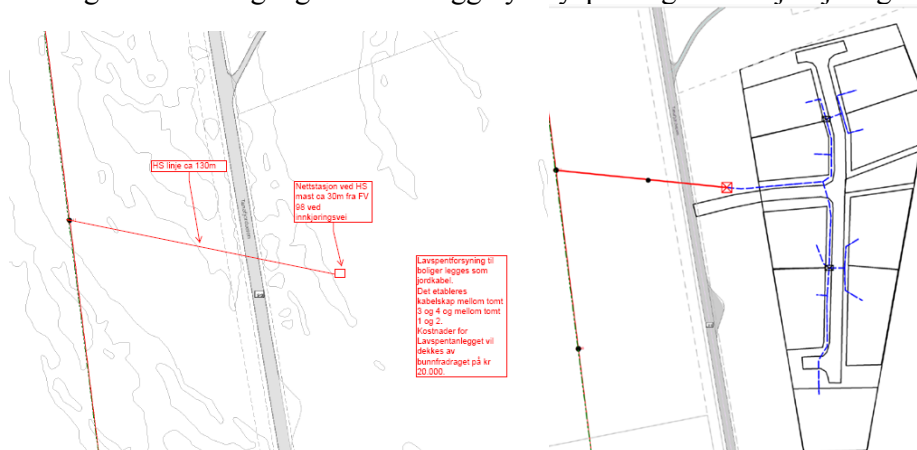 HS linje ca 130m
Nettstasjon ved HS
mast ca 30m fra FV
98 ved
innkjøringsvei
Lavspentforsyning til
boliger legges som
jordkabel.
Det etableres
kabelskap mellom tomt
3 og 4 og mellom tomt
1 og 2.
Kostnader for
Lavspentanlegget vil
dekkes av
bunnfradraget på kr
20.000.